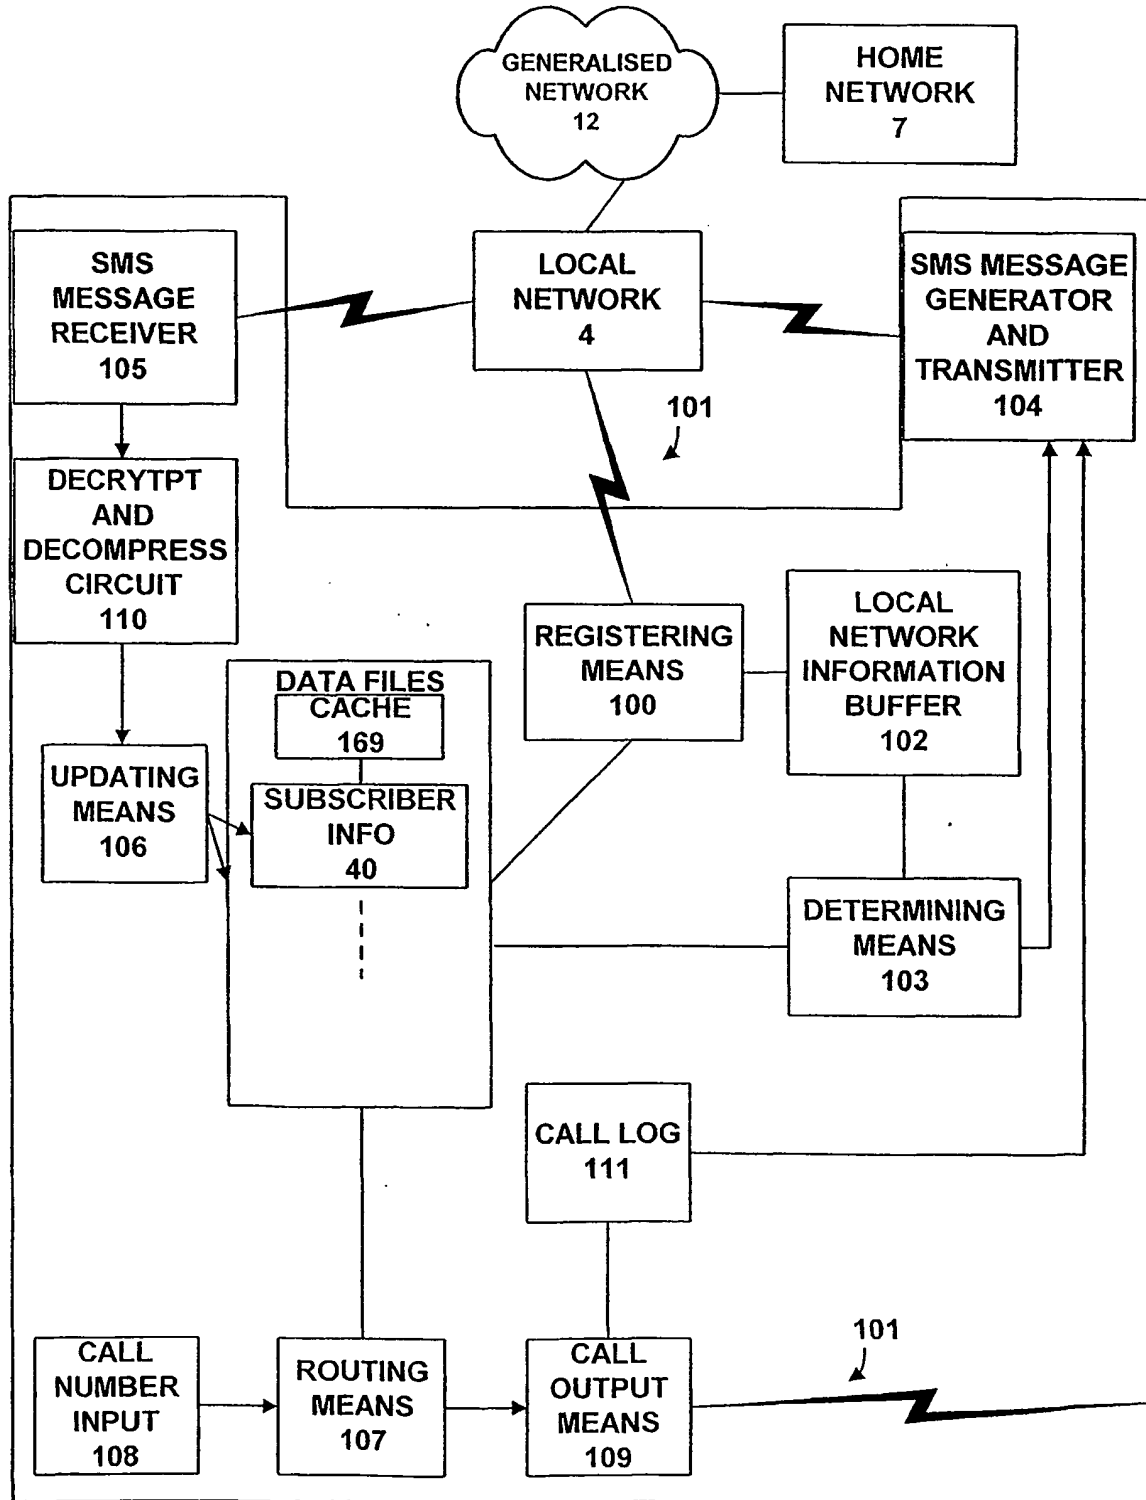 GENERALISED
NETWORK
12
HOME
NETWORK
7
SMS
MESSAGE
RECEIVER
105
LOCAL
NETWORK
4
SMS MESSAGE
GENERATOR
AND
TRANSMITTER
104
101
DECRYTPT
AND
DECOMPRESS
CIRCUIT
110
REGISTERING
MEANS
100
LOCAL
NETWORK
INFORMATION
BUFFER
102
DATA FILES
CACHE
169
UPDATING
MEANS
106
SUBSCRIBER
INFO
40
DETERMINING
MEANS
103
CALL LOG
111
CALL
NUMBER
INPUT
108
ROUTING
MEANS
107
CALL
OUTPUT
MEANS
109
101